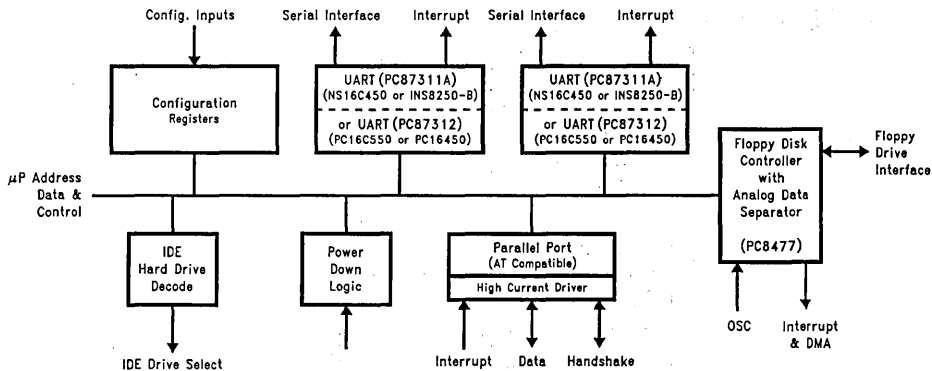 Config. Inputs
Serial Interface
Interrupt
Serial Interface
Interrupt
Configuration
Registers
UART (PC87311A)
(NS16C450 or INS8250-B)
or UART (PC87312)
(PC16C550 or PC16450)
UART (PC87311A)
(NS16C450 or INS8250-B)
or UART (PC87312)
(PC16C550 or PC16450)
Floppy Disk
Controller
with
Analog Data
Separator
(PC8477)
Floppy
Drive
Interface
μP Address
Data &
Control
IDE
Hard Drive
Decode
Power
Down
Logic
Parallel Port
(AT Compatible)
High Current Driver
OSC
Interrupt
& DMA
IDE Drive Select
Interrupt
Data
Handshake